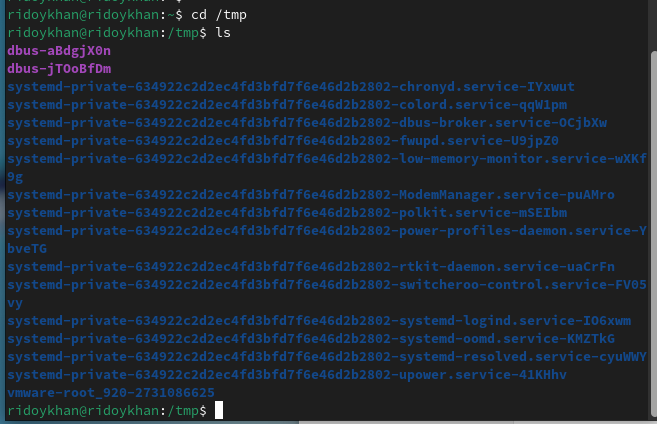 ridoykhan@ridoykhan:~$ cd /tmp
ridoykhan@ridoykhan:/tmp$ ls
dbus-aBdgjX0n
dbus-jTOoBfDm
systemd-private-634922c2d2ec4fd3bfd7f6e46d2b2802-chronyd.service-IYxwut
systemd-private-634922c2d2ec4fd3bfd7f6e46d2b2802-colord.service-qqW1pm
systemd-private-634922c2d2ec4fd3bfd7f6e46d2b2802-dbus-broker.service-OCjbXw
systemd-private-634922c2d2ec4fd3bfd7f6e46d2b2802-fwupd.service-U9jpZ0
systemd-private-634922c2d2ec4fd3bfd7f6e46d2b2802-low-memory-monitor.service-wXKf
9g
systemd-private-634922c2d2ec4fd3bfd7f6e46d2b2802-ModemManager.service-puAMro
systemd-private-634922c2d2ec4fd3bfd7f6e46d2b2802-polkit.service-mSEIbm
systemd-private-634922c2d2ec4fd3bfd7f6e46d2b2802-power-profiles-daemon.service-Y
bveTG
systemd-private-634922c2d2ec4fd3bfd7f6e46d2b2802-rtkit-daemon.service-uaCrFn
systemd-private-634922c2d2ec4fd3bfd7f6e46d2b2802-switcheroo-control.service-FV05
vy
systemd-private-634922c2d2ec4fd3bfd7f6e46d2b2802-systemd-logind.service-IO6xwm
systemd-private-634922c2d2ec4fd3bfd7f6e46d2b2802-systemd-oomd.service-KMZTkG
systemd-private-634922c2d2ec4fd3bfd7f6e46d2b2802-systemd-resolved.service-cyuWWY
systemd-private-634922c2d2ec4fd3bfd7f6e46d2b2802-upower.service-41KHhv
vmware-root_920-2731086625
ridoykhan@ridoykhan:/tmp$